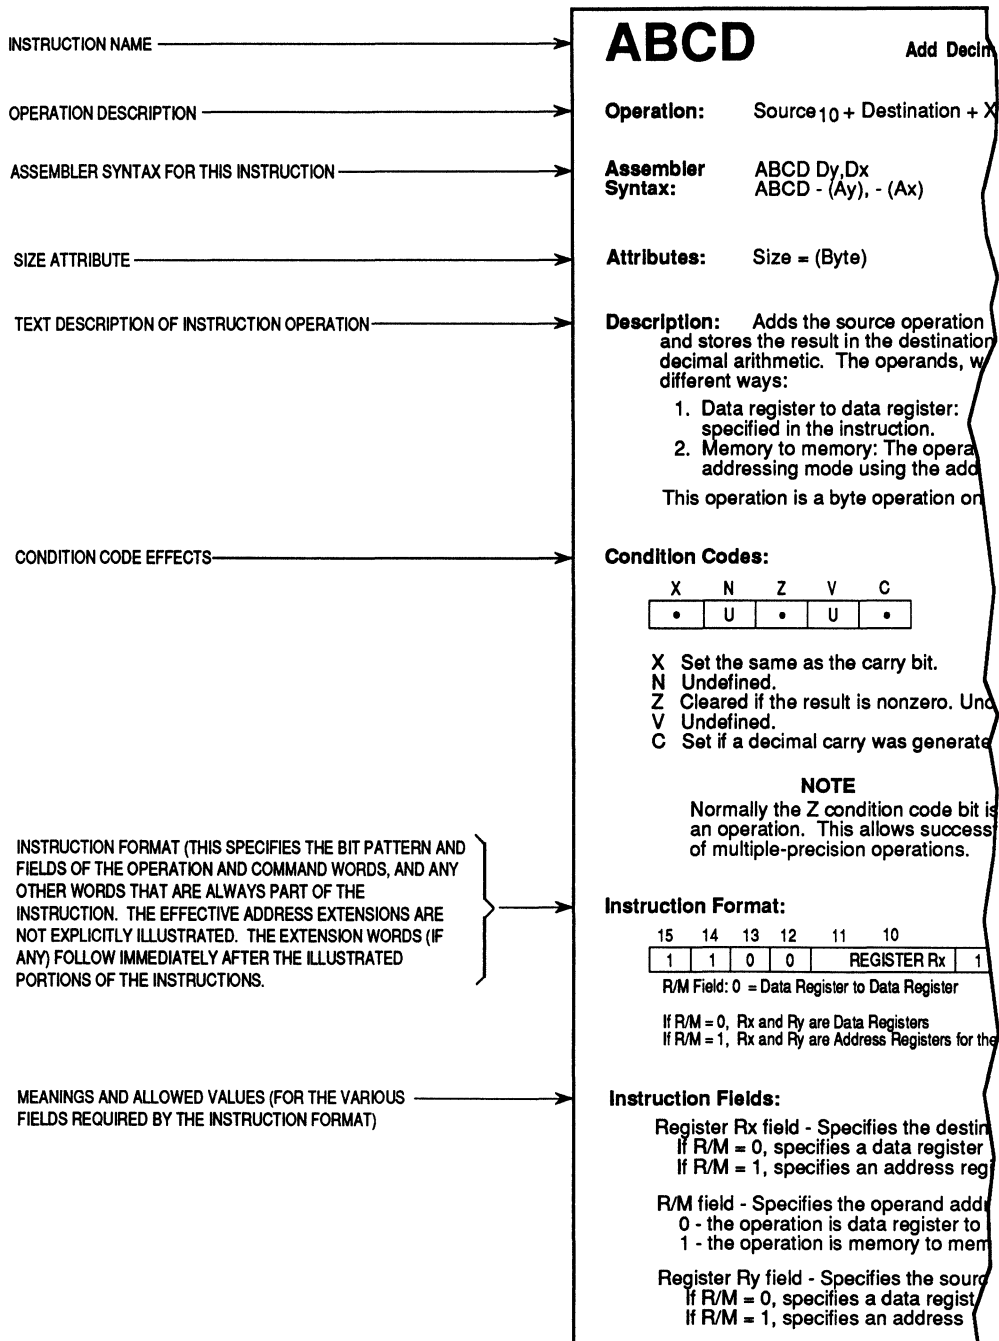 INSTRUCTION NAME
ABCD
Add Decim
OPERATION DESCRIPTION
Operation: Source10 + Destination + X
ASSEMBLER SYNTAX FOR THIS INSTRUCTION
Assembler ABCD Dy,Dx
Syntax: ABCD - (Ay), - (Ax)
SIZE ATTRIBUTE
Attributes: Size = (Byte)
TEXT DESCRIPTION OF INSTRUCTION OPERATION
Description: Adds the source operation
and stores the result in the destination
decimal arithmetic. The operands, w
different ways:
1. Data register to data register:
specified in the instruction.
2. Memory to memory: The opera
addressing mode using the add
This operation is a byte operation on
CONDITION CODE EFFECTS
Condition Codes:
X N Z V C
• U • U •
X Set the same as the carry bit.
N Undefined.
Z Cleared if the result is nonzero. Unc
V Undefined.
C Set if a decimal carry was generate
NOTE
Normally the Z condition code bit is
an operation. This allows success
of multiple-precision operations.
INSTRUCTION FORMAT (THIS SPECIFIES THE BIT PATTERN AND
FIELDS OF THE OPERATION AND COMMAND WORDS, AND ANY
OTHER WORDS THAT ARE ALWAYS PART OF THE
INSTRUCTION. THE EFFECTIVE ADDRESS EXTENSIONS ARE
NOT EXPLICITLY ILLUSTRATED. THE EXTENSION WORDS (IF
ANY) FOLLOW IMMEDIATELY AFTER THE ILLUSTRATED
PORTIONS OF THE INSTRUCTIONS.
Instruction Format:
15 14 13 12 11 10
1 1 0 0 REGISTER Rx 1
R/M Field: 0 = Data Register to Data Register
If R/M = 0, Rx and Ry are Data Registers
If R/M = 1, Rx and Ry are Address Registers for the
MEANINGS AND ALLOWED VALUES (FOR THE VARIOUS
FIELDS REQUIRED BY THE INSTRUCTION FORMAT)
Instruction Fields:
Register Rx field - Specifies the destin
If R/M = 0, specifies a data register
If R/M = 1, specifies an address regi
R/M field - Specifies the operand addr
0 - the operation is data register to
1 - the operation is memory to mem
Register Ry field - Specifies the sourc
If R/M = 0, specifies a data regist
If R/M = 1, specifies an address